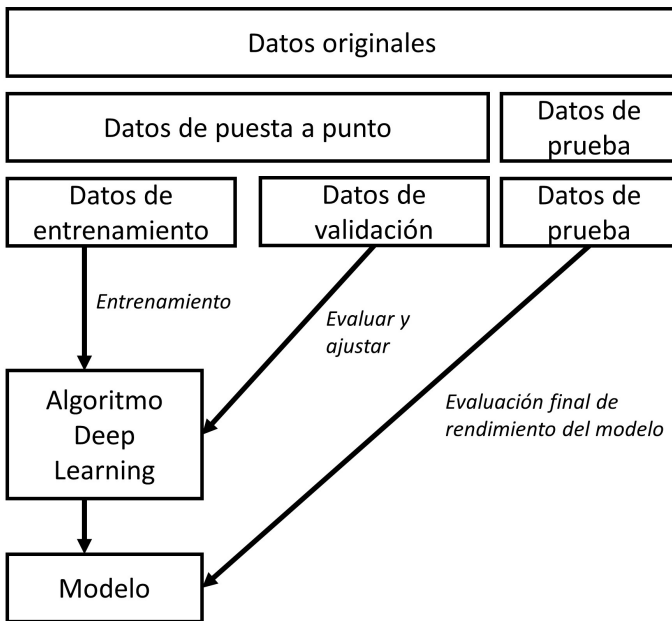 Datos originales
Datos de puesta a punto
Datos de
prueba
Datos de
entrenamiento
Datos de
validación
Datos de
prueba
Entrenamiento
Evaluar y
ajustar
Algoritmo
Deep
Learning
Evaluación final de
rendimiento del modelo
Modelo